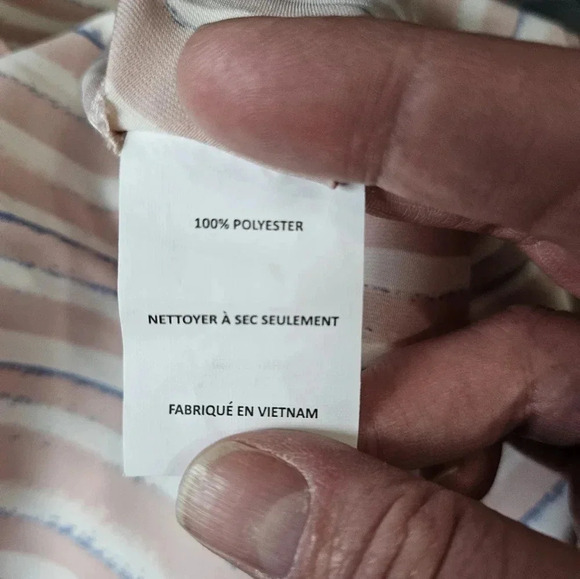 100% POLYESTER
NETTOYER À SEC SEULEMENT
FABRIQUÉ EN VIETNAM